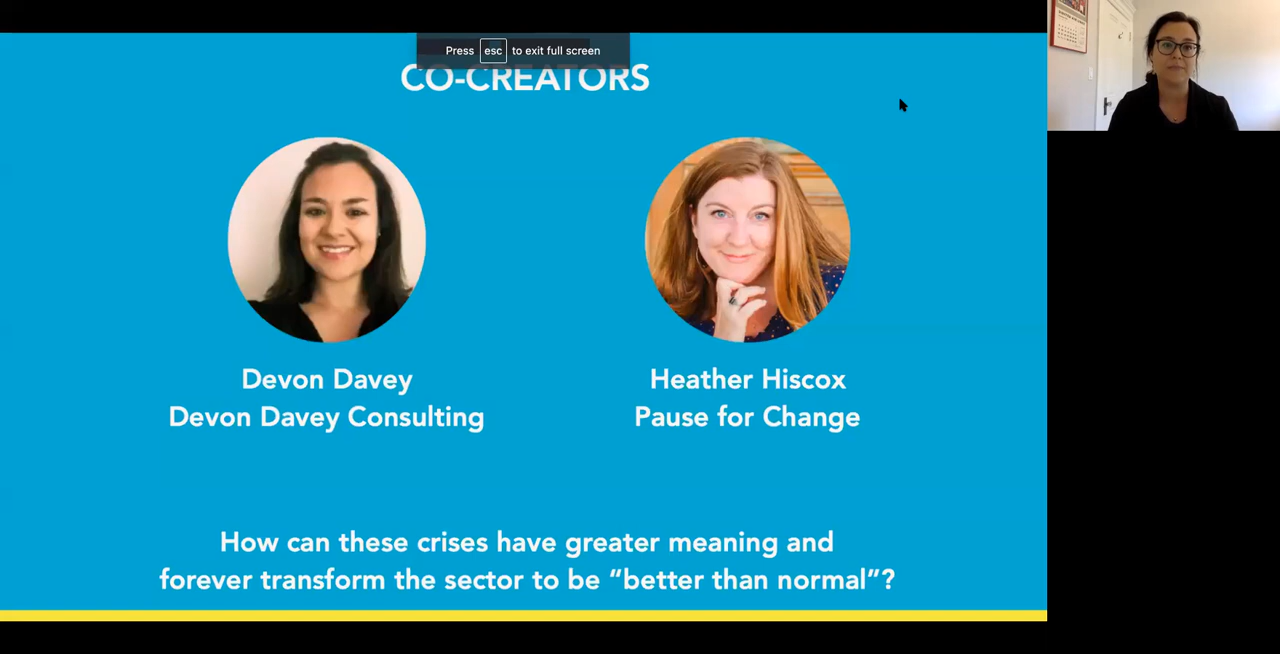 Press esc to exit full screen
CO-CREATORS
Devon Davey
Devon Davey Consulting
Heather Hiscox
Pause for Change
How can these crises have greater meaning and
forever transform the sector to be “better than normal”?